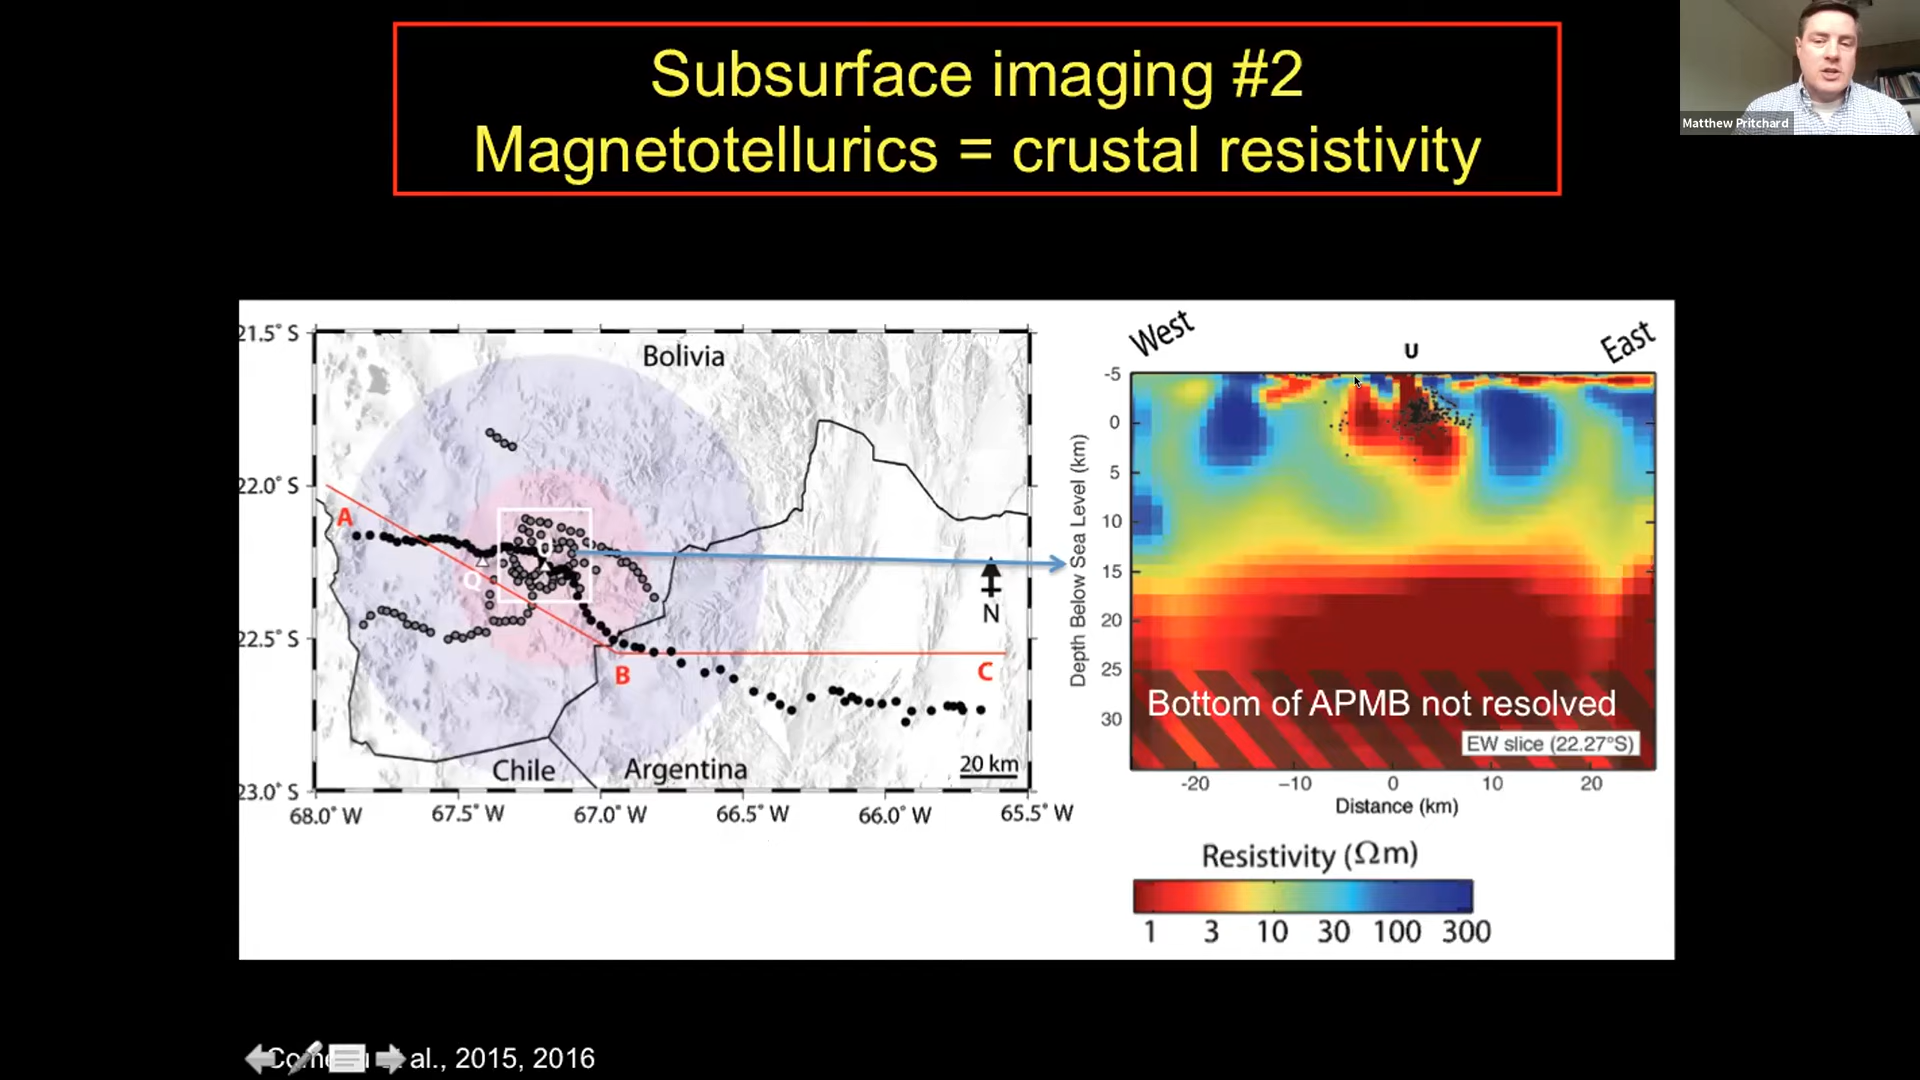 Subsurface imaging #2
Magnetotellurics = crustal resistivity
Matthew Pritchard
21.5° S
22.0° S
22.5° S
23.0° S
68.0° W
67.5° W
67.0° W
66.5° W
66.0° W
65.5° W
Bolivia
A
B
C
N
Chile
Argentina
20 km
West
U
East
Depth Below Sea Level (km)
-5
0
5
10
15
20
25
30
Bottom of APMB not resolved
EW slice (22.27°S)
-20
-10
0
10
20
Distance (km)
Resistivity (Ωm)
1 3 10 30 100 300
al., 2015, 2016